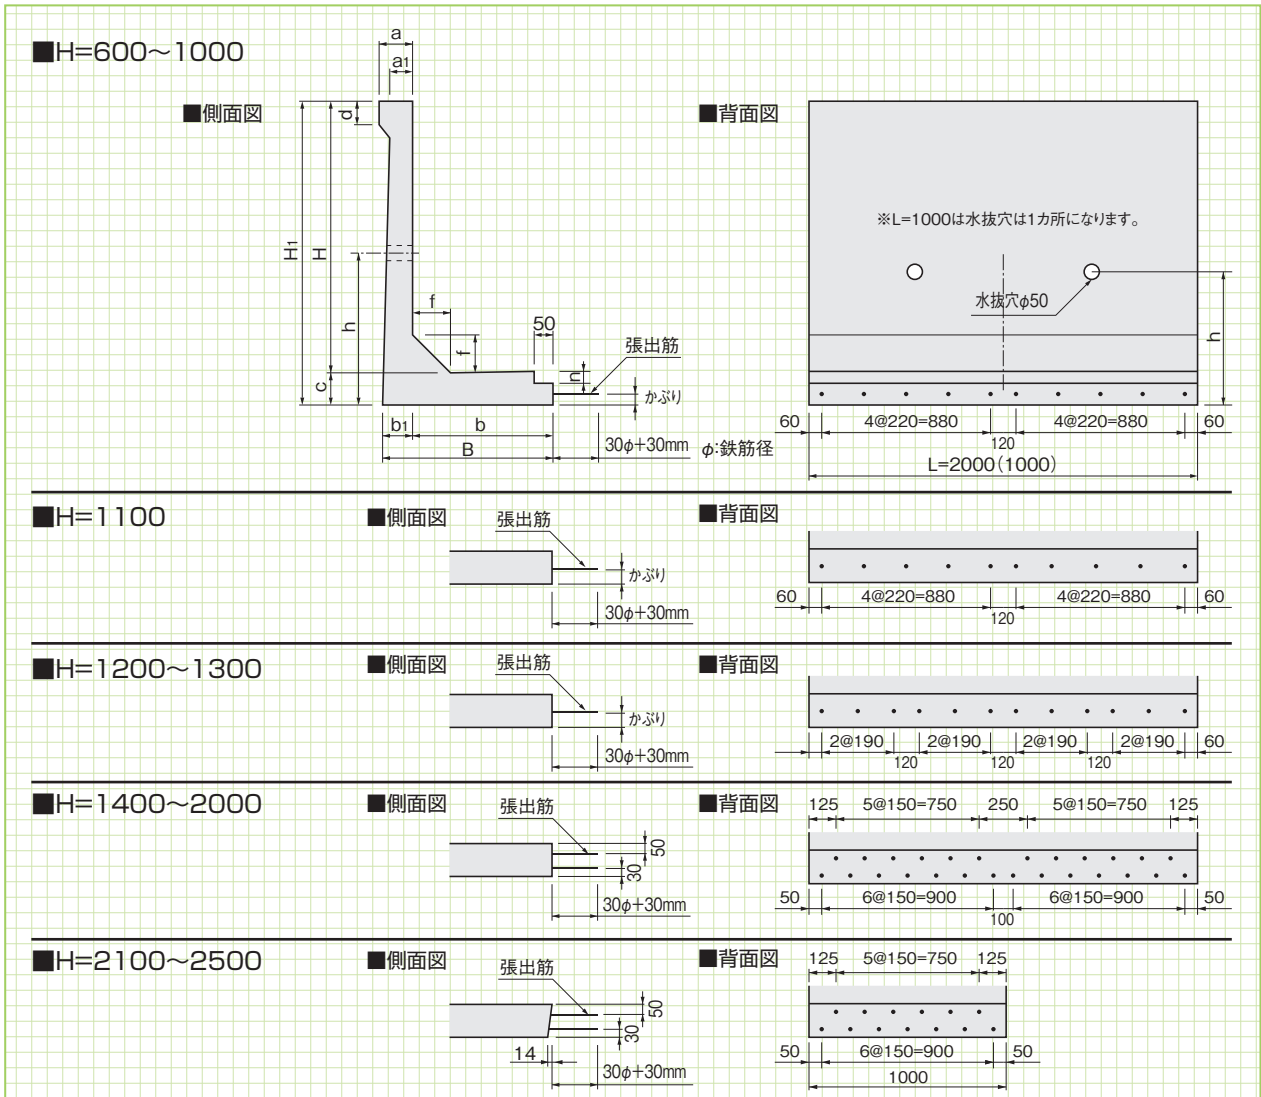 ■H=600～1000
■側面図
a
a1
d
H1
H
h
c
f
f
50
n
張出筋
かぶり
b1
b
B
30φ+30mm
φ:鉄筋径
■背面図
※L=1000は水抜穴は1カ所になります。
水抜穴φ50
h
60
4@220=880
120
4@220=880
60
L=2000(1000)
■H=1100
■側面図
張出筋
かぶり
30φ+30mm
■背面図
60
4@220=880
120
4@220=880
60
■H=1200～1300
■側面図
張出筋
かぶり
30φ+30mm
■背面図
2@190
120
2@190
120
2@190
120
2@190
60
■H=1400～2000
■側面図
張出筋
50
30
30φ+30mm
■背面図
125
5@150=750
250
5@150=750
125
50
6@150=900
100
6@150=900
50
■H=2100～2500
■側面図
張出筋
50
30
14
30φ+30mm
■背面図
125
5@150=750
125
50
6@150=900
50
1000